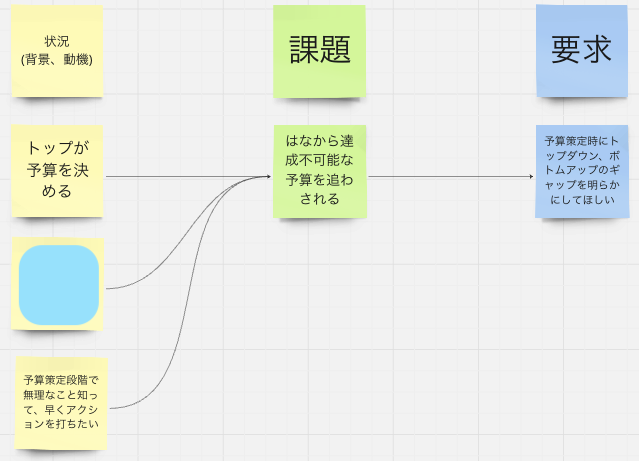 状況
(背景、動機)
課題
要求
トップが
予算を決
める
はなから達
成不可能な
予算を追わ
される
予算策定時にト
ップダウン、ボ
トムアップのギ
ャップを明らか
にしてほしい
予算策定段階で
無理なこと知っ
て、早くアクシ
ョンを打ちたい